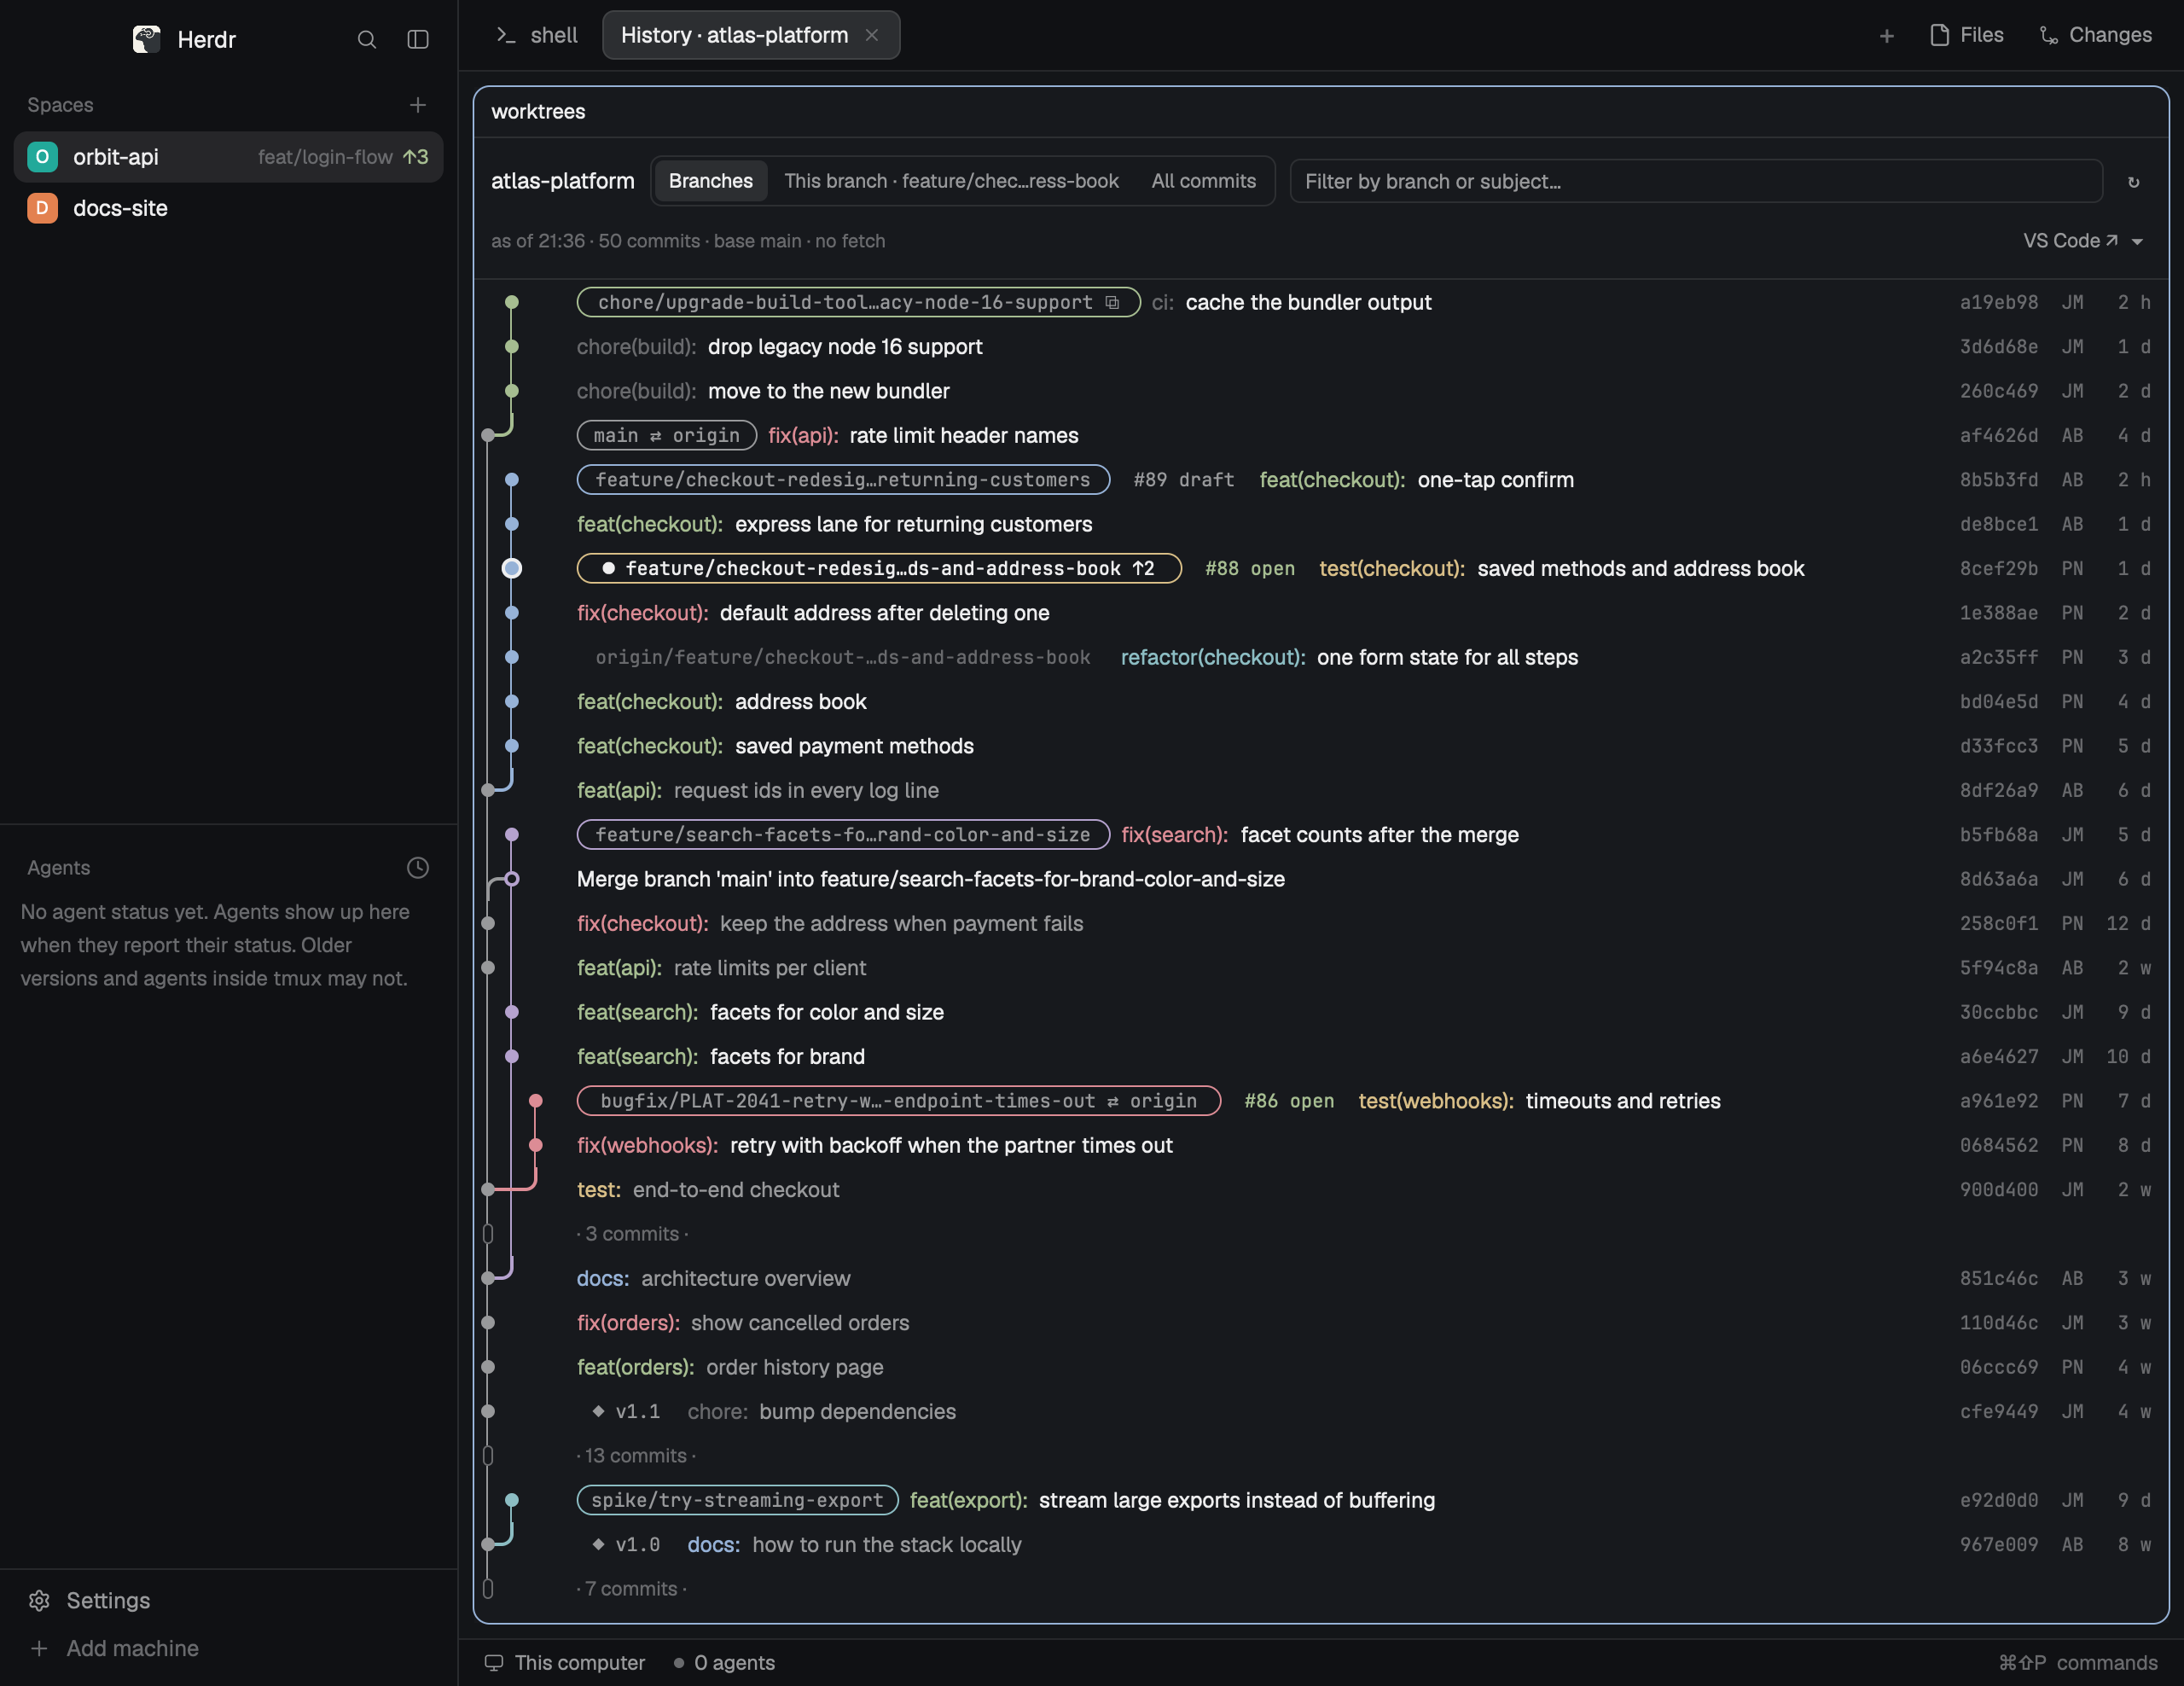 Herdr
Spaces
O orbit-api feat/login-flow ↑3
D docs-site
Agents
No agent status yet. Agents show up here
when they report their status. Older
versions and agents inside tmux may not.
Settings
+ Add machine
shell
History · atlas-platform ×
+ Files Changes
worktrees
atlas-platform Branches This branch · feature/chec…ress-book All commits Filter by branch or subject… ↻
as of 21:36 · 50 commits · base main · no fetch VS Code ↗
chore/upgrade-build-tool…acy-node-16-support ci: cache the bundler output a19eb98 JM 2 h
chore(build): drop legacy node 16 support 3d6d68e JM 1 d
chore(build): move to the new bundler 260c469 JM 2 d
main ⇄ origin fix(api): rate limit header names af4626d AB 4 d
feature/checkout-redesig…returning-customers #89 draft feat(checkout): one-tap confirm 8b5b3fd AB 2 h
feat(checkout): express lane for returning customers de8bce1 AB 1 d
● feature/checkout-redesig…ds-and-address-book ↑2 #88 open test(checkout): saved methods and address book 8cef29b PN 1 d
fix(checkout): default address after deleting one 1e388ae PN 2 d
origin/feature/checkout-…ds-and-address-book refactor(checkout): one form state for all steps a2c35ff PN 3 d
feat(checkout): address book bd04e5d PN 4 d
feat(checkout): saved payment methods d33fcc3 PN 5 d
feat(api): request ids in every log line 8df26a9 AB 6 d
feature/search-facets-fo…rand-color-and-size fix(search): facet counts after the merge b5fb68a JM 5 d
Merge branch 'main' into feature/search-facets-for-brand-color-and-size 8d63a6a JM 6 d
fix(checkout): keep the address when payment fails 258c0f1 PN 12 d
feat(api): rate limits per client 5f94c8a AB 2 w
feat(search): facets for color and size 30ccbbc JM 9 d
feat(search): facets for brand a6e4627 JM 10 d
bugfix/PLAT-2041-retry-w…-endpoint-times-out ⇄ origin #86 open test(webhooks): timeouts and retries a961e92 PN 7 d
fix(webhooks): retry with backoff when the partner times out 0684562 PN 8 d
test: end-to-end checkout 900d400 JM 2 w
· 3 commits ·
docs: architecture overview 851c46c AB 3 w
fix(orders): show cancelled orders 110d46c JM 3 w
feat(orders): order history page 06ccc69 PN 4 w
◆ v1.1 chore: bump dependencies cfe9449 JM 4 w
· 13 commits ·
spike/try-streaming-export feat(export): stream large exports instead of buffering e92d0d0 JM 9 d
◆ v1.0 docs: how to run the stack locally 967e009 AB 8 w
· 7 commits ·
This computer ● 0 agents ⌘⇧P commands